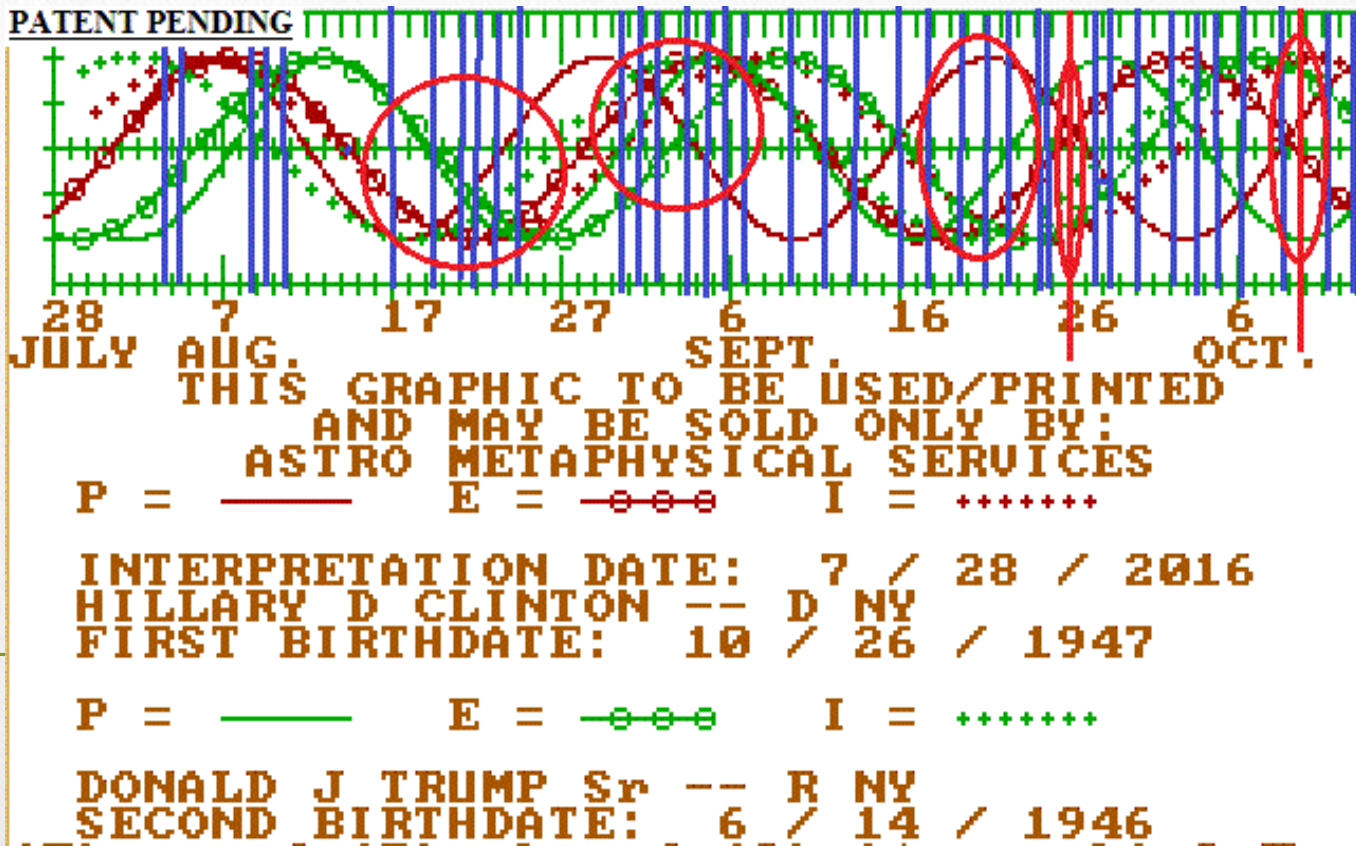 PATENT PENDING
28 7 17 27 6 16 26 6
JULY AUG. SEPT. OCT.
THIS GRAPHIC TO BE USED/PRINTED
AND MAY BE SOLD ONLY BY:
ASTRO METAPHYSICAL SERVICES
P = E = I =
INTERPRETATION DATE: 7 / 28 / 2016
HILLARY D CLINTON -- D NY
FIRST BIRTHDATE: 10 / 26 / 1947
P = E = I =
DONALD J TRUMP Sr -- R NY
SECOND BIRTHDATE: 6 / 14 / 1946